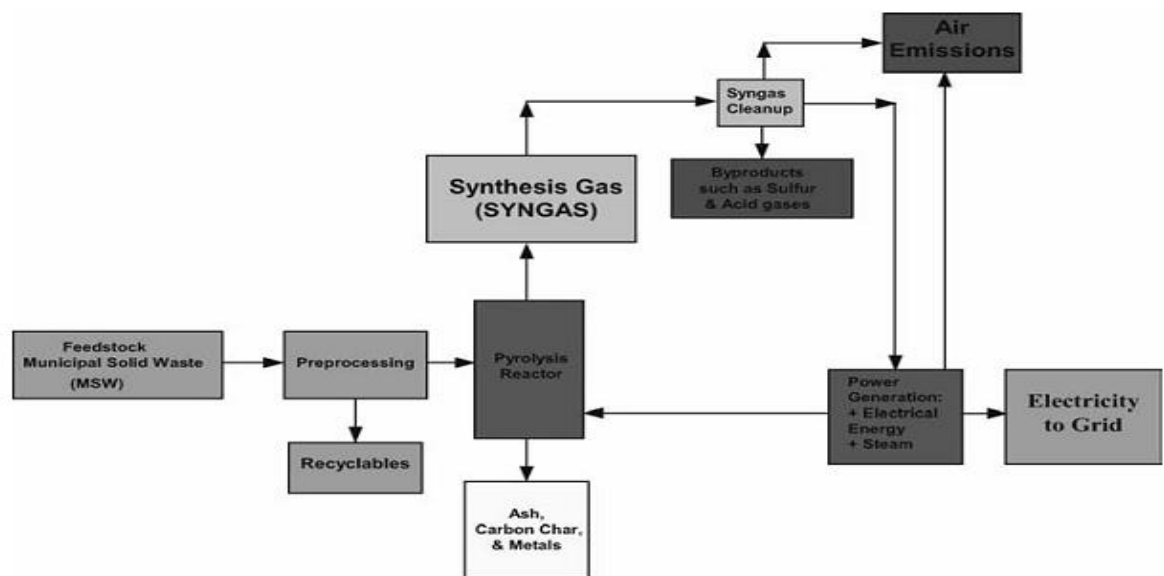 Air
Emissions
Syngas
Cleanup
Synthesis Gas
(SYNGAS)
Byproducts
such as Sulfur
& Acid gases
Feedstock
Municipal Solid Waste
(MSW)
Preprocessing
Pyrolysis
Reactor
Power
Generation:
+ Electrical
Energy
+ Steam
Electricity
to Grid
Recyclables
Ash,
Carbon Char,
& Metals